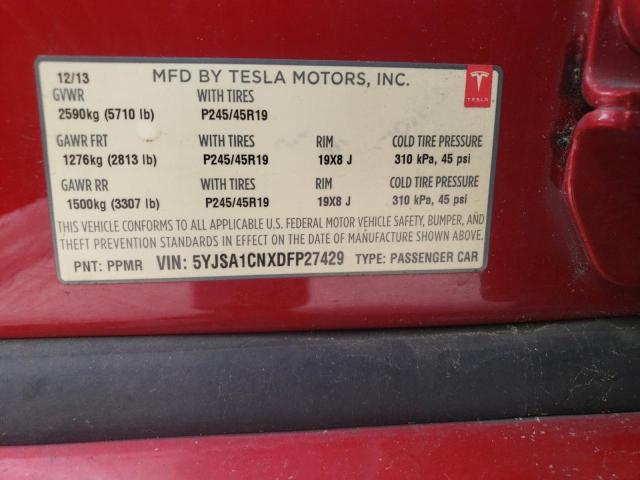 12/13 MFD BY TESLA MOTORS, INC.
GVWR WITH TIRES
2590kg (5710 lb) P245/45R19
TESLA
GAWR FRT WITH TIRES RIM COLD TIRE PRESSURE
1276kg (2813 lb) P245/45R19 19X8 J 310 kPa, 45 psi
GAWR RR WITH TIRES RIM COLD TIRE PRESSURE
1500kg (3307 lb) P245/45R19 19X8 J 310 kPa, 45 psi
THIS VEHICLE CONFORMS TO ALL APPLICABLE U.S. FEDERAL MOTOR VEHICLE SAFETY, BUMPER, AND
THEFT PREVENTION STANDARDS IN EFFECT ON THE DATE OF MANUFACTURE SHOWN ABOVE.
PNT: PPMR VIN: 5YJSA1CNXDFP27429 TYPE: PASSENGER CAR